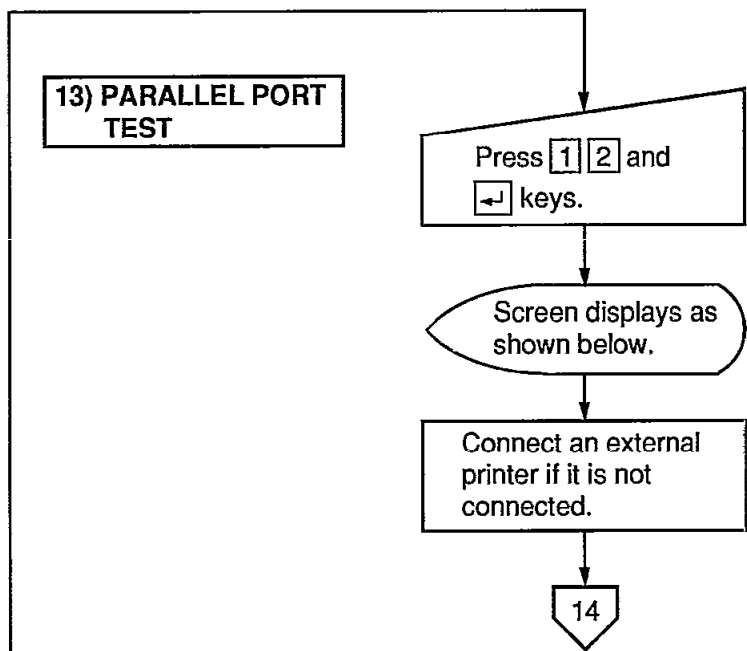 13) PARALLEL PORT
TEST
Press 1 2 and
↵ keys.
Screen displays as
shown below.
Connect an external
printer if it is not
connected.
14